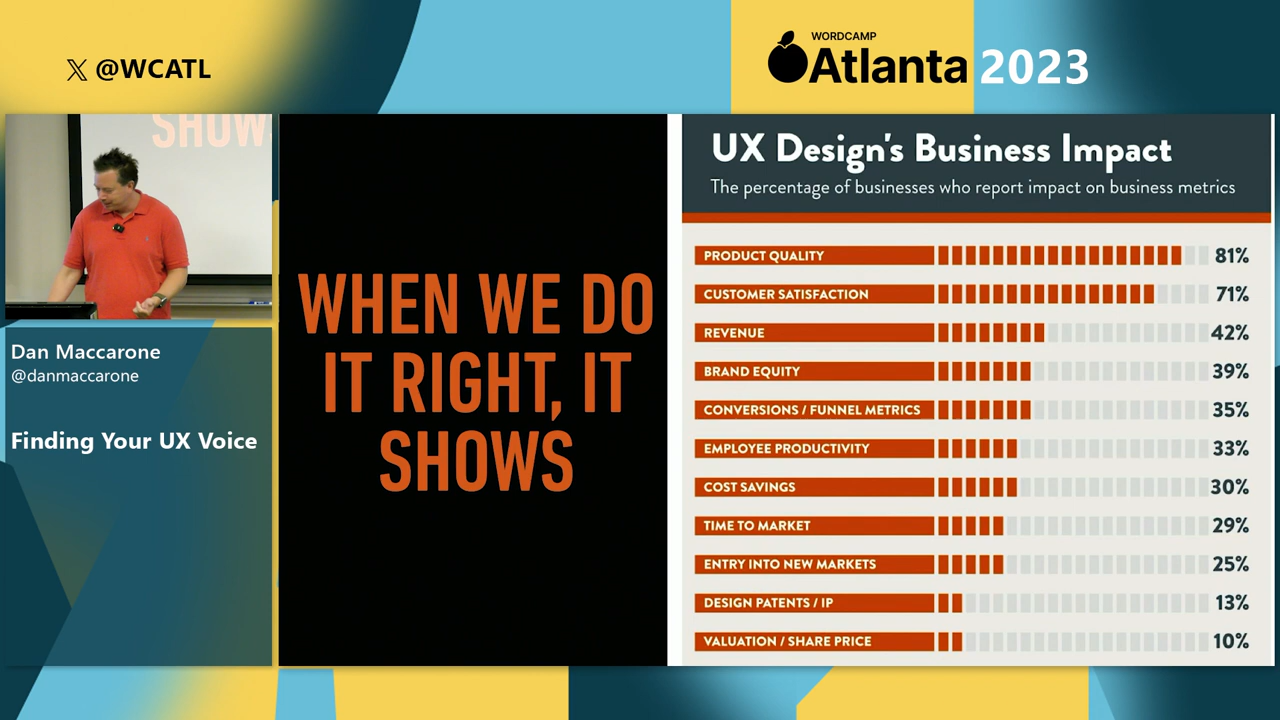 @WCATL
WORDCAMP
Atlanta 2023
SHOW
Dan Maccarone
@danmaccarone
Finding Your UX Voice
WHEN WE DO
IT RIGHT, IT
SHOWS
UX Design's Business Impact
The percentage of businesses who report impact on business metrics
PRODUCT QUALITY 81%
CUSTOMER SATISFACTION 71%
REVENUE 42%
BRAND EQUITY 39%
CONVERSIONS / FUNNEL METRICS 35%
EMPLOYEE PRODUCTIVITY 33%
COST SAVINGS 30%
TIME TO MARKET 29%
ENTRY INTO NEW MARKETS 25%
DESIGN PATENTS / IP 13%
VALUATION / SHARE PRICE 10%